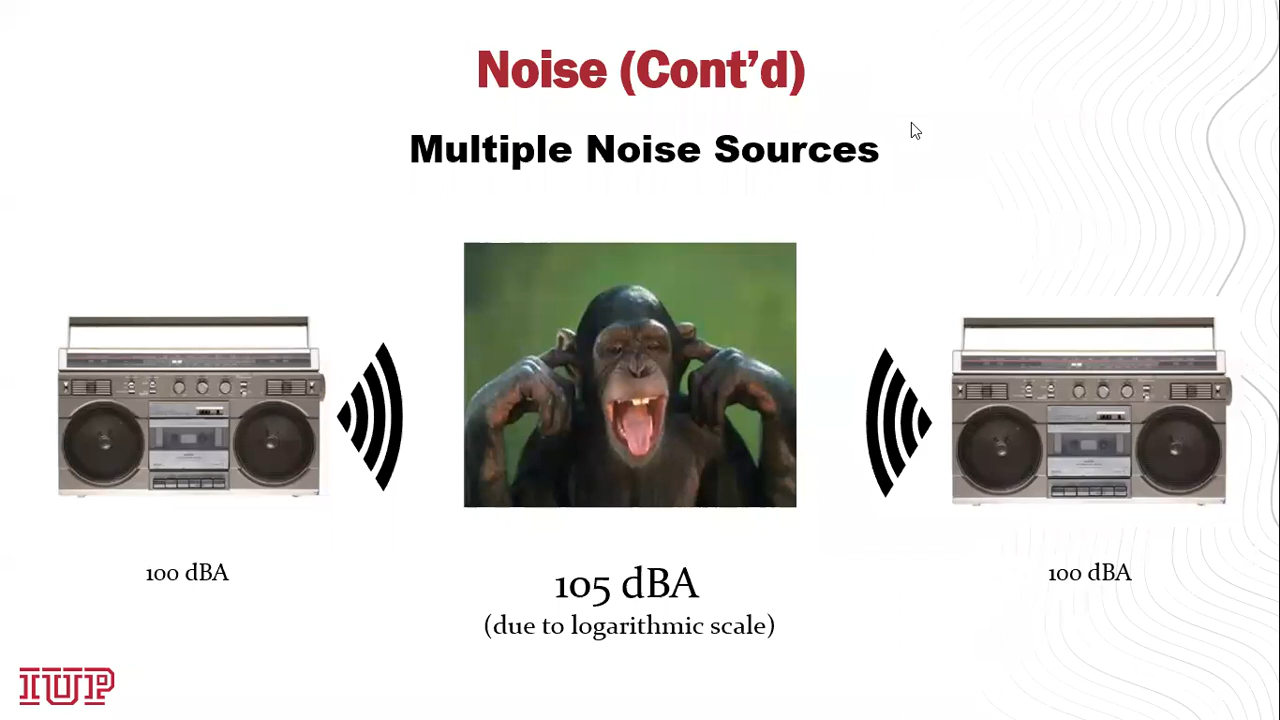 Noise (Cont’d)
Multiple Noise Sources
100 dBA
105 dBA
(due to logarithmic scale)
100 dBA
IUP